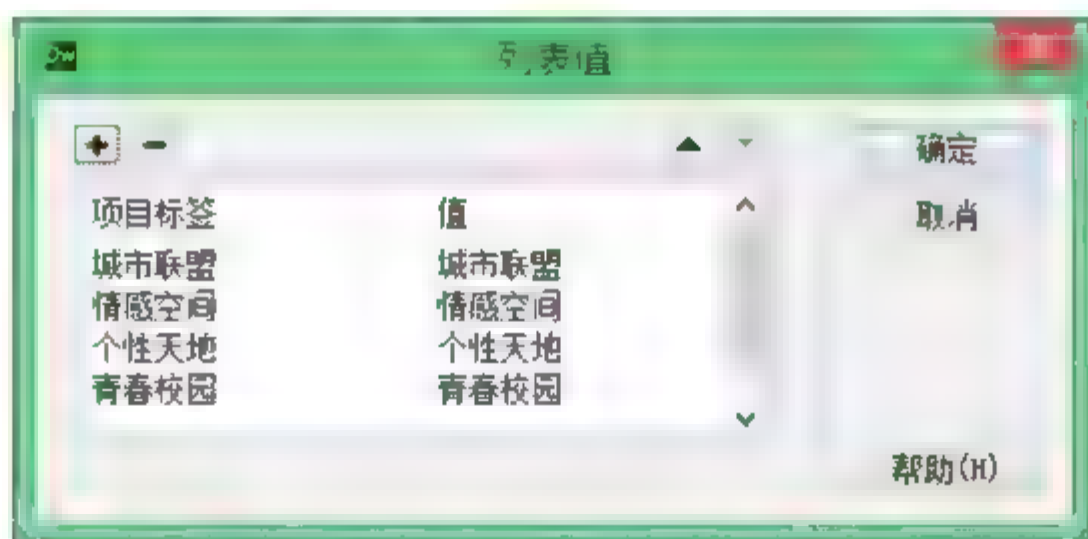 Dw 列表值
确定
项目标签 值 取消
城市联盟 城市联盟
情感空间 情感空间
个性天地 个性天地
青春校园 青春校园
帮助(H)